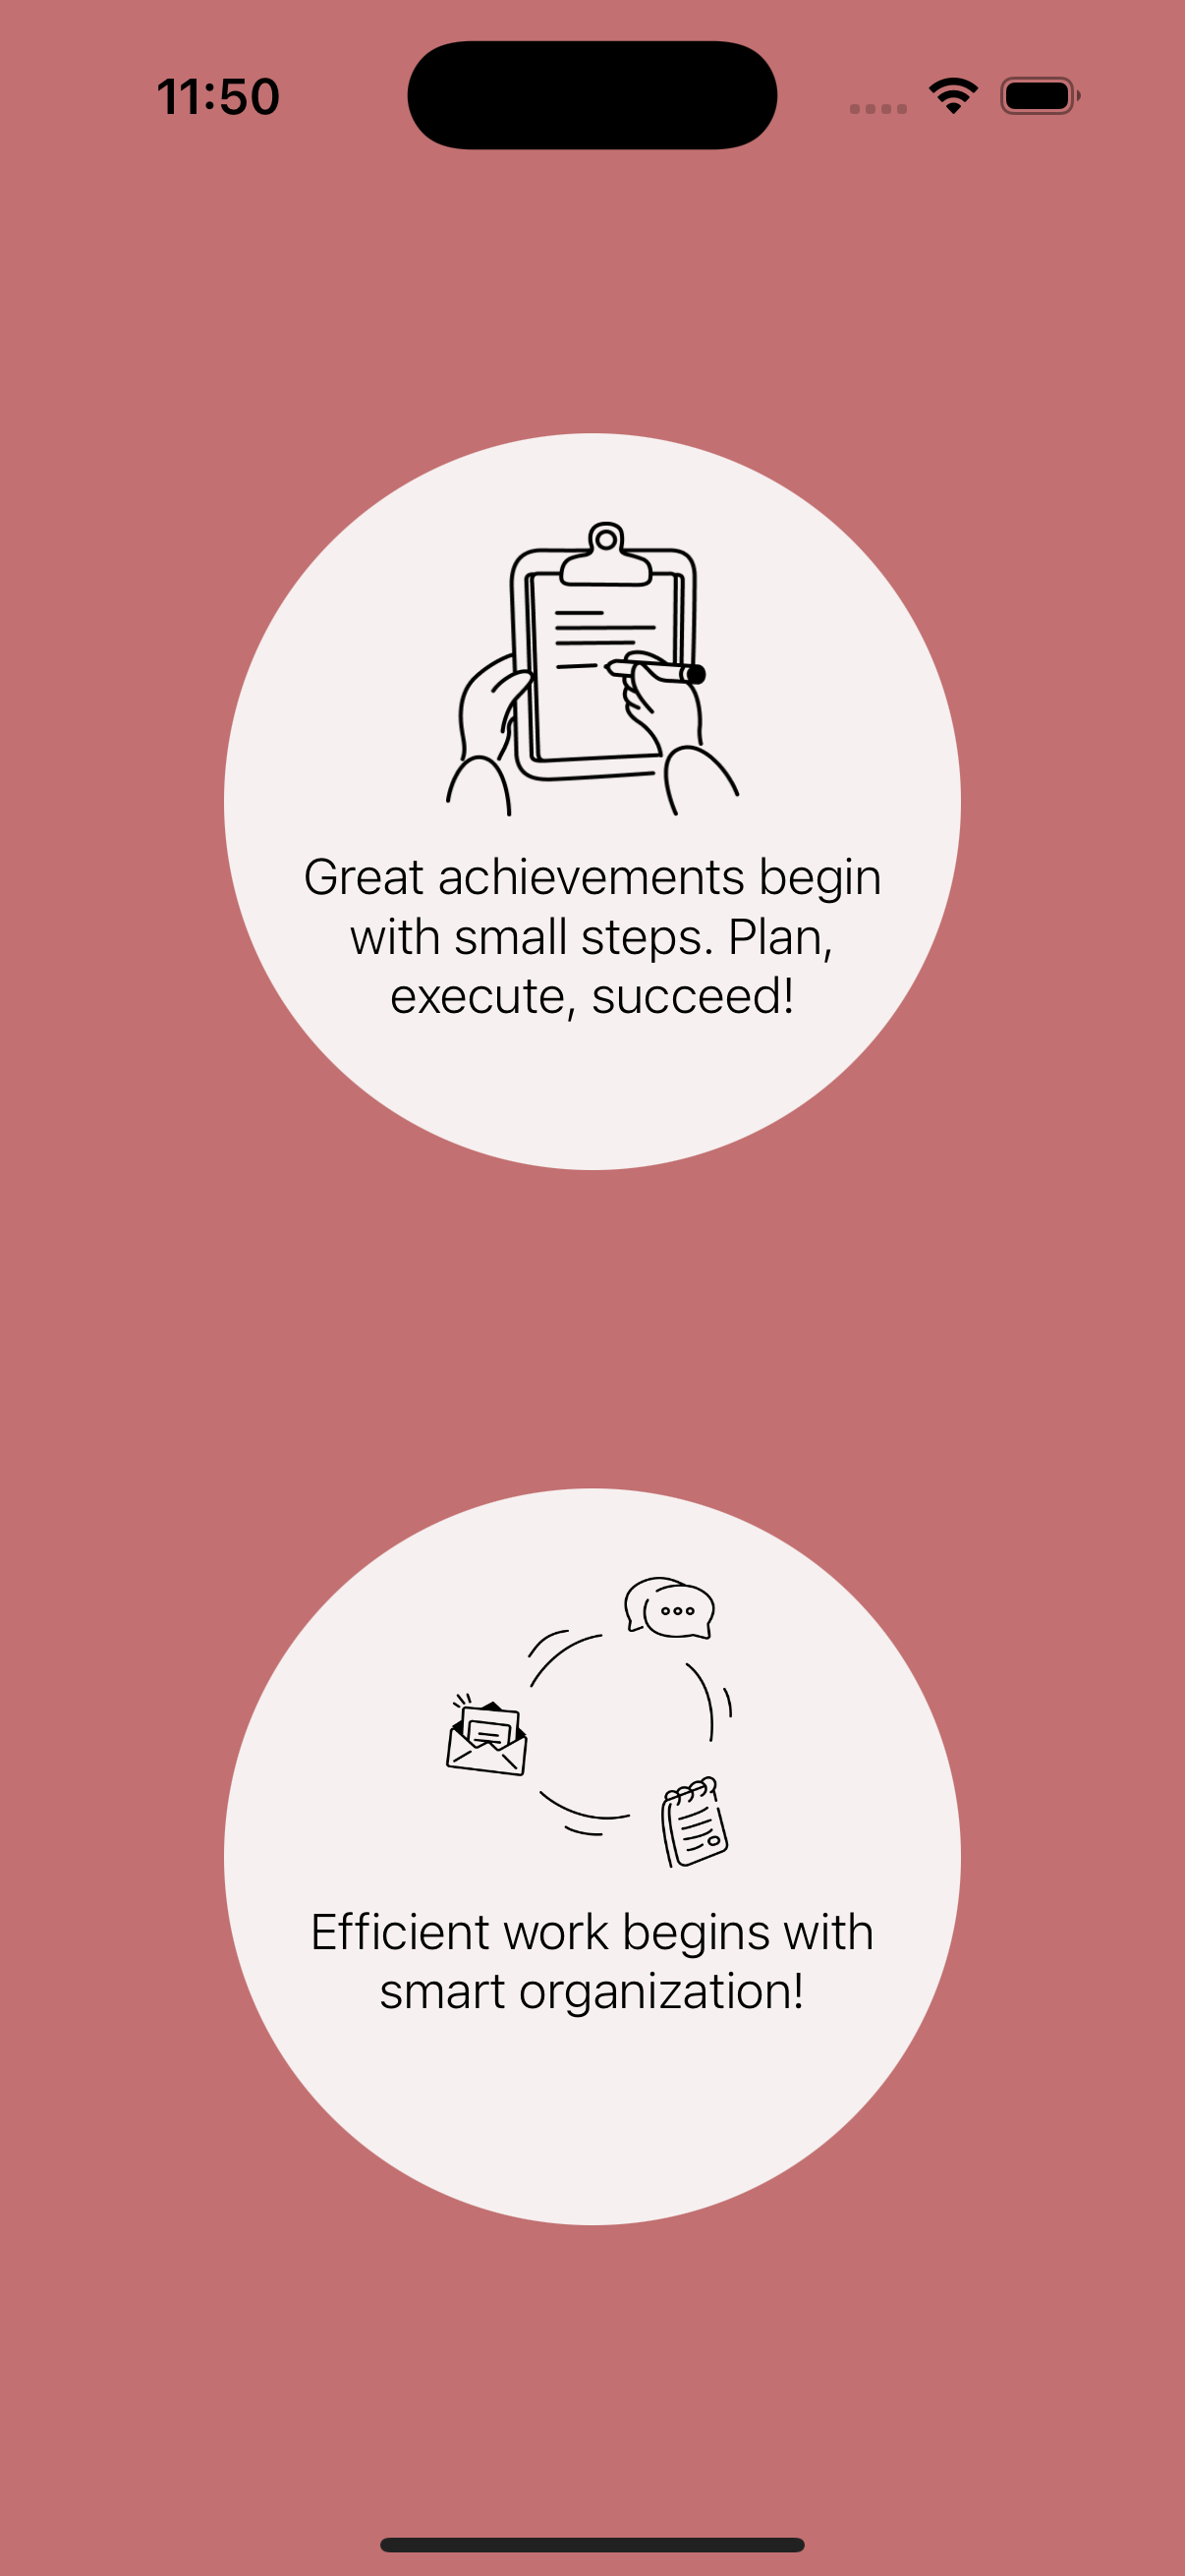 11:50
Great achievements begin
with small steps. Plan,
execute, succeed!
Efficient work begins with
smart organization!